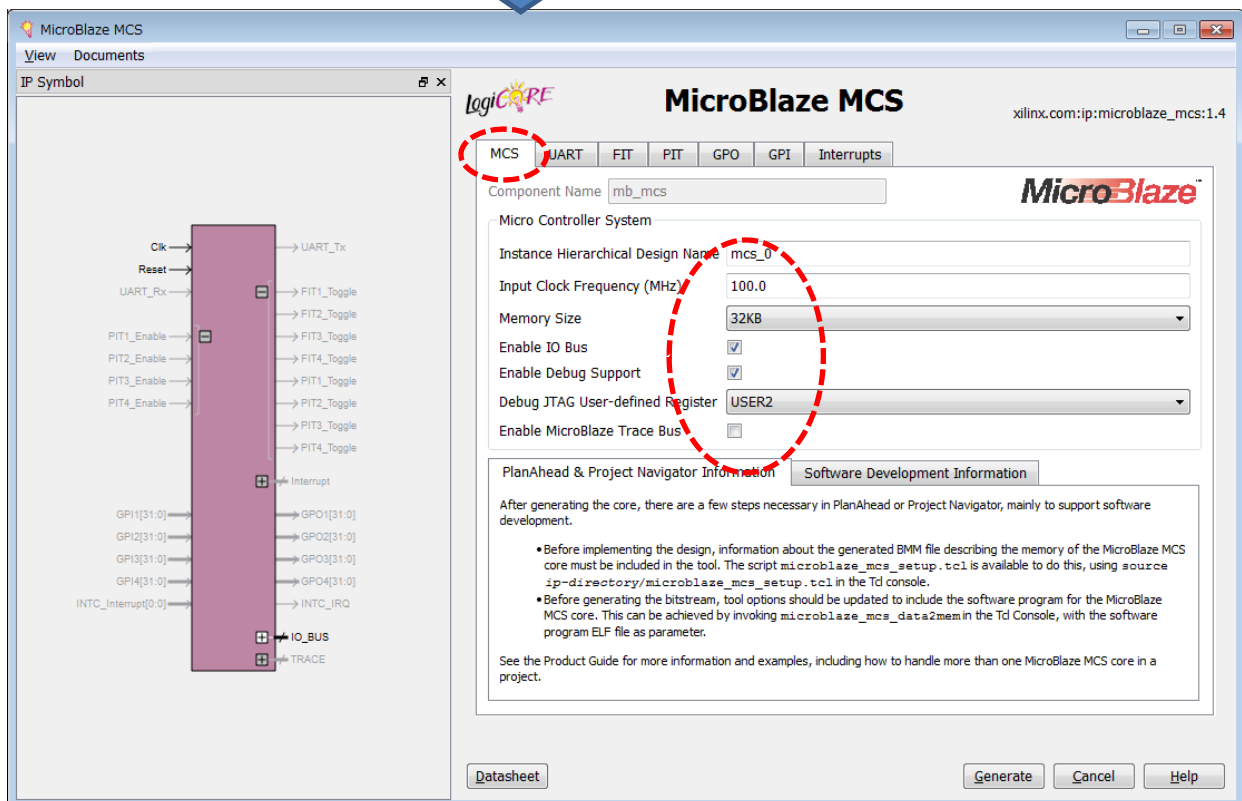 MicroBlaze MCS
View Documents
IP Symbol
Clk
Reset
UART_Rx
PIT1_Enable
PIT2_Enable
PIT3_Enable
PIT4_Enable
GPI1[31:0]
GPI2[31:0]
GPI3[31:0]
GPI4[31:0]
INTC_Interrupt[0:0]
UART_Tx
FIT1_Toggle
FIT2_Toggle
FIT3_Toggle
FIT4_Toggle
PIT1_Toggle
PIT2_Toggle
PIT3_Toggle
PIT4_Toggle
Interrupt
GPO1[31:0]
GPO2[31:0]
GPO3[31:0]
GPO4[31:0]
INTC_IRQ
IO_BUS
TRACE
LogiCORE
MicroBlaze MCS
xilinx.com:ip:microblaze_mcs:1.4
MCS UART FIT PIT GPO GPI Interrupts
Component Name mb_mcs
MicroBlaze
Micro Controller System
Instance Hierarchical Design Name mcs_0
Input Clock Frequency (MHz) 100.0
Memory Size 32KB
Enable IO Bus
Enable Debug Support
Debug JTAG User-defined Register USER2
Enable MicroBlaze Trace Bus
PlanAhead & Project Navigator Information Software Development Information
After generating the core, there are a few steps necessary in PlanAhead or Project Navigator, mainly to support software
development.
• Before implementing the design, information about the generated BMM file describing the memory of the MicroBlaze MCS
core must be included in the tool. The script microblaze_mcs_setup.tcl is available to do this, using source
ip-directory/microblaze_mcs_setup.tcl in the Tcl console.
• Before generating the bitstream, tool options should be updated to include the software program for the MicroBlaze
MCS core. This can be achieved by invoking microblaze_mcs_data2mem in the Tcl Console, with the software
program ELF file as parameter.
See the Product Guide for more information and examples, including how to handle more than one MicroBlaze MCS core in a
project.
Datasheet Generate Cancel Help